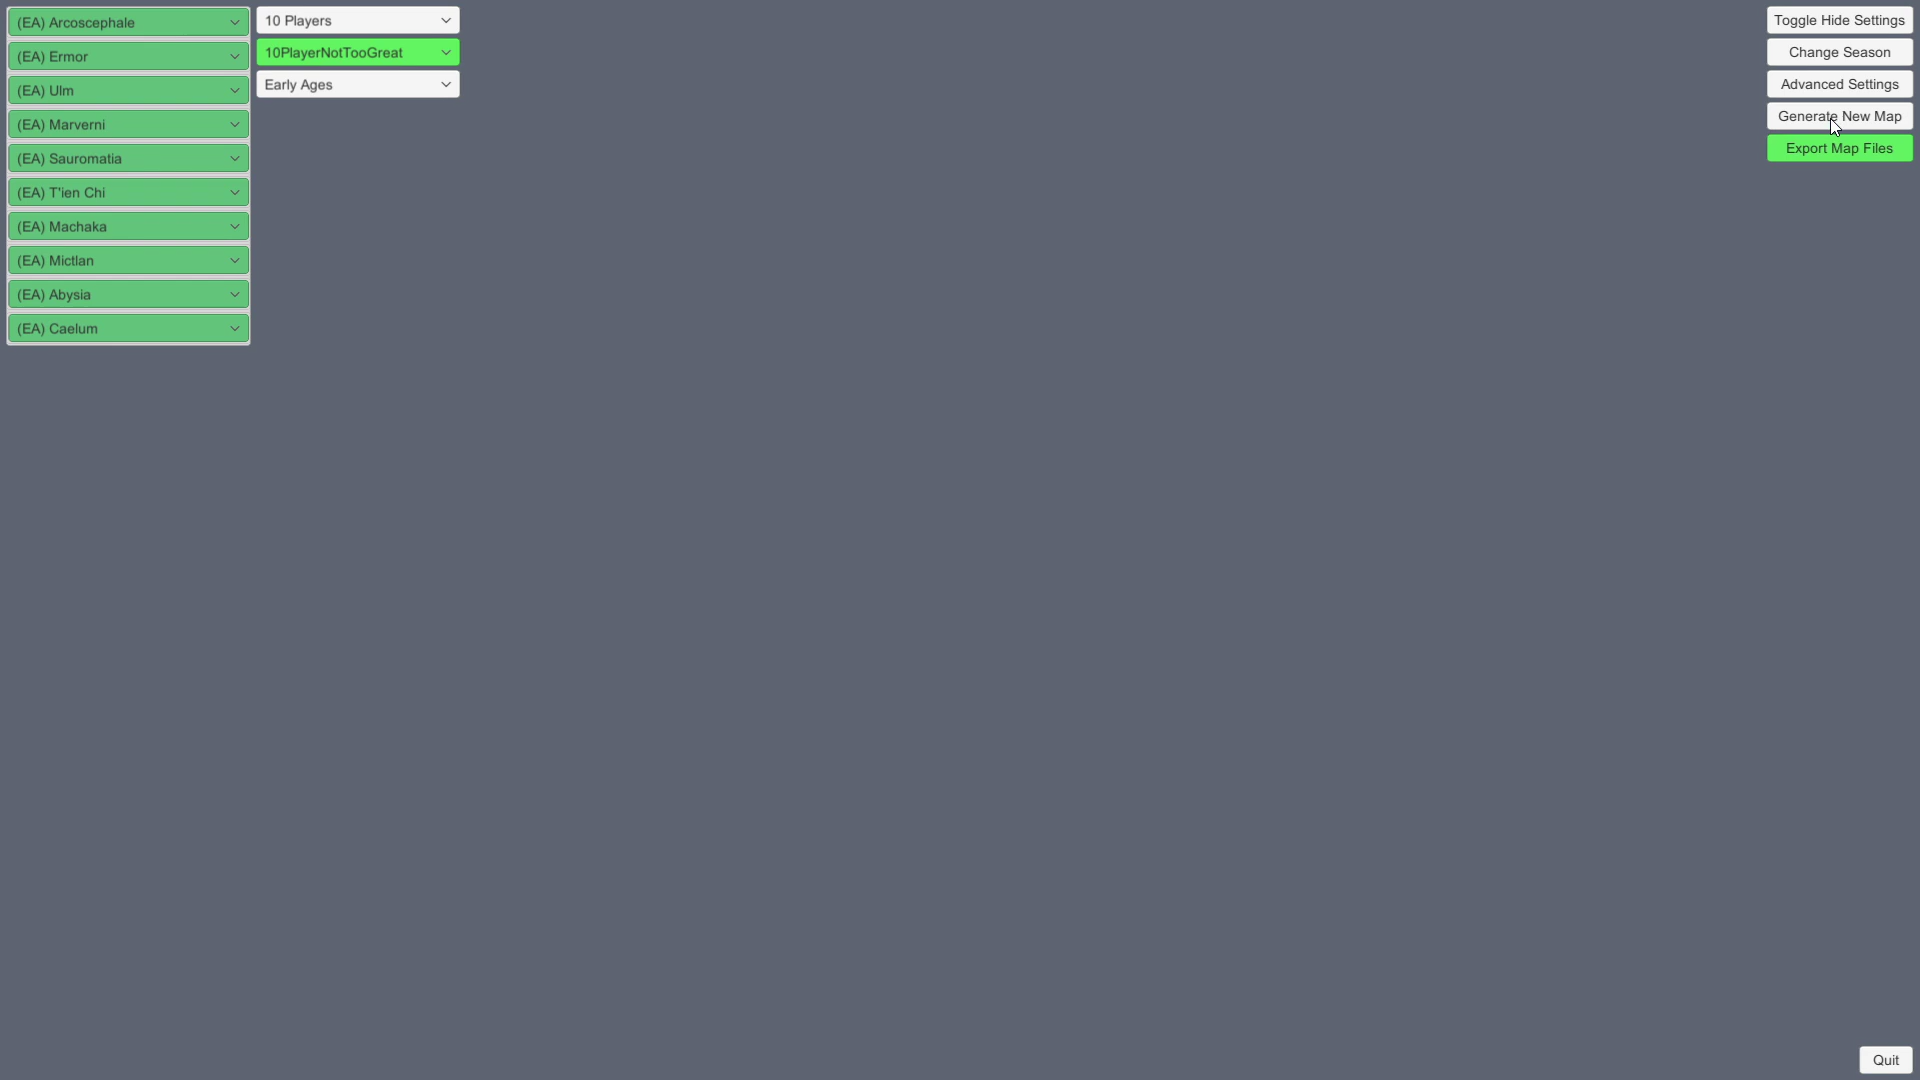 (EA) Arcoscephale
(EA) Ermor
(EA) Ulm
(EA) Marverni
(EA) Sauromatia
(EA) T'ien Chi
(EA) Machaka
(EA) Mictlan
(EA) Abysia
(EA) Caelum
10 Players
10PlayerNotTooGreat
Early Ages
Toggle Hide Settings
Change Season
Advanced Settings
Generate New Map
Export Map Files
Quit